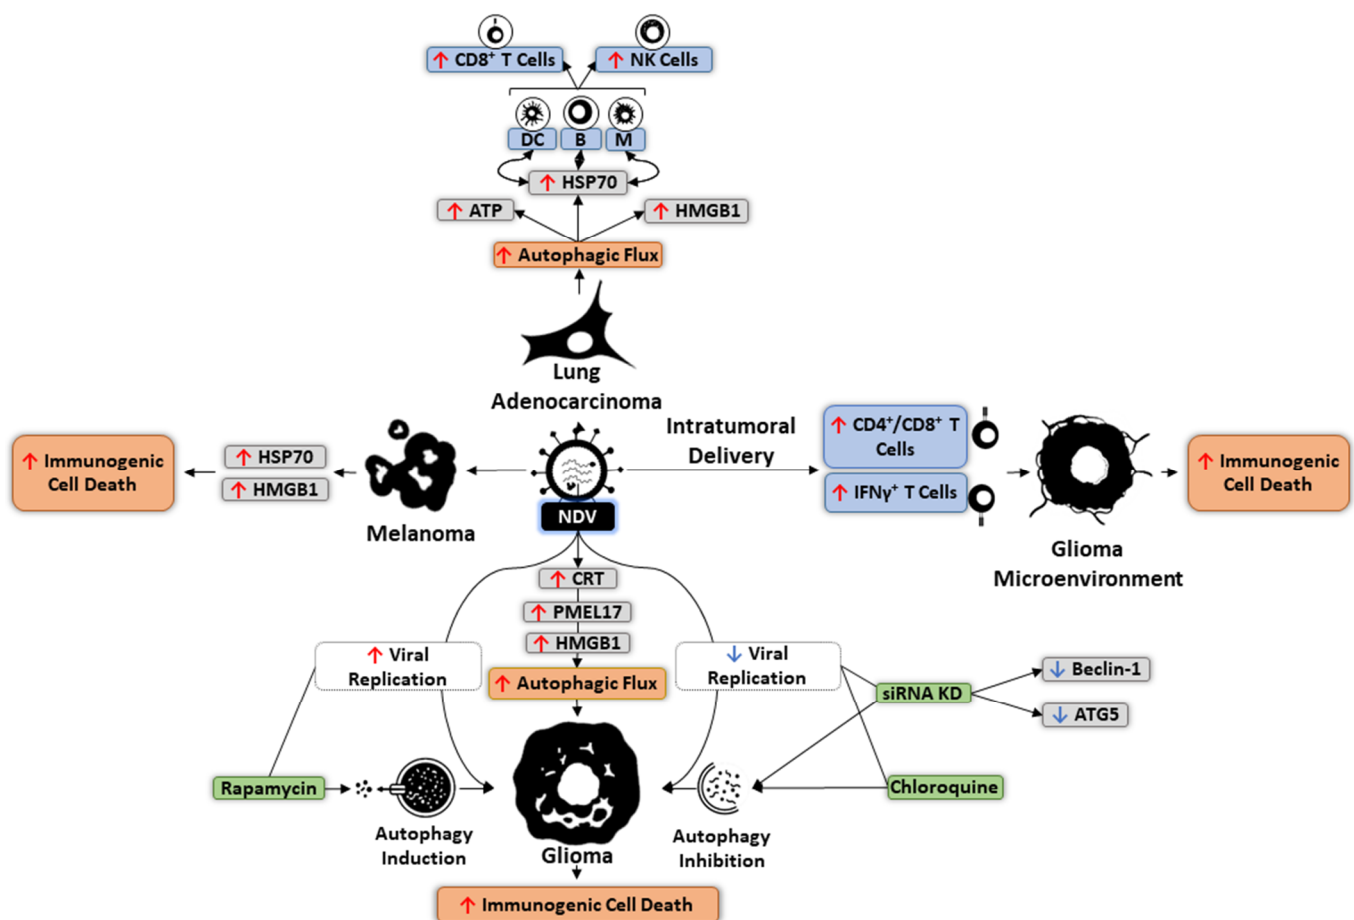 ↑ CD8⁺ T Cells
↑ NK Cells
DC
B
M
↑ HSP70
↑ ATP
↑ HMGB1
↑ Autophagic Flux
Lung
Adenocarcinoma
Intratumoral
Delivery
↑ CD4⁺/CD8⁺ T
Cells
↑ IFNγ⁺ T Cells
Glioma
Microenvironment
↑ Immunogenic
Cell Death
↑ Immunogenic
Cell Death
↑ HSP70
↑ HMGB1
Melanoma
NDV
↑ CRT
↑ PMEL17
↑ HMGB1
↑ Autophagic Flux
↑ Viral
Replication
↓ Viral
Replication
siRNA KD
↓ Beclin-1
↓ ATG5
Rapamycin
Chloroquine
Autophagy
Induction
Glioma
Autophagy
Inhibition
↑ Immunogenic Cell Death